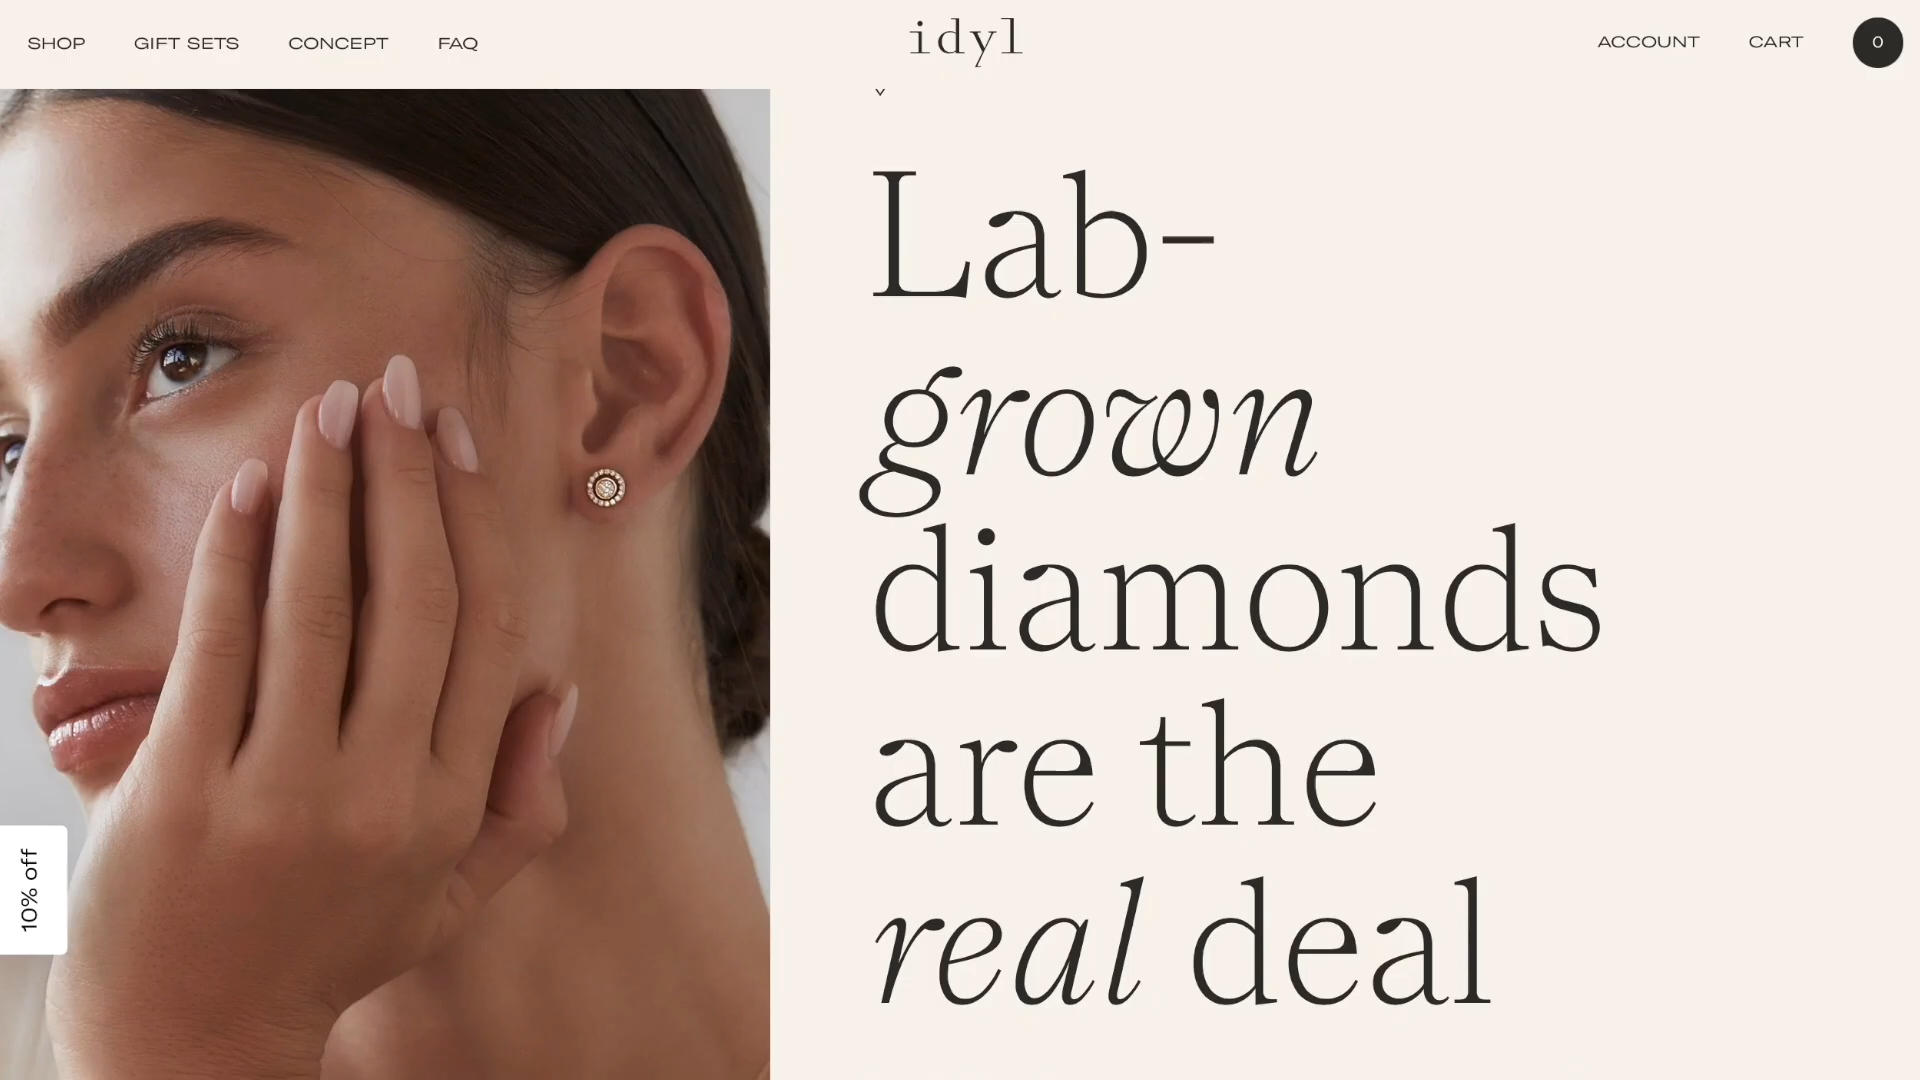 SHOP GIFT SETS CONCEPT FAQ idyl ACCOUNT CART 0
Lab-
grown
diamonds
are the
real deal
10% off